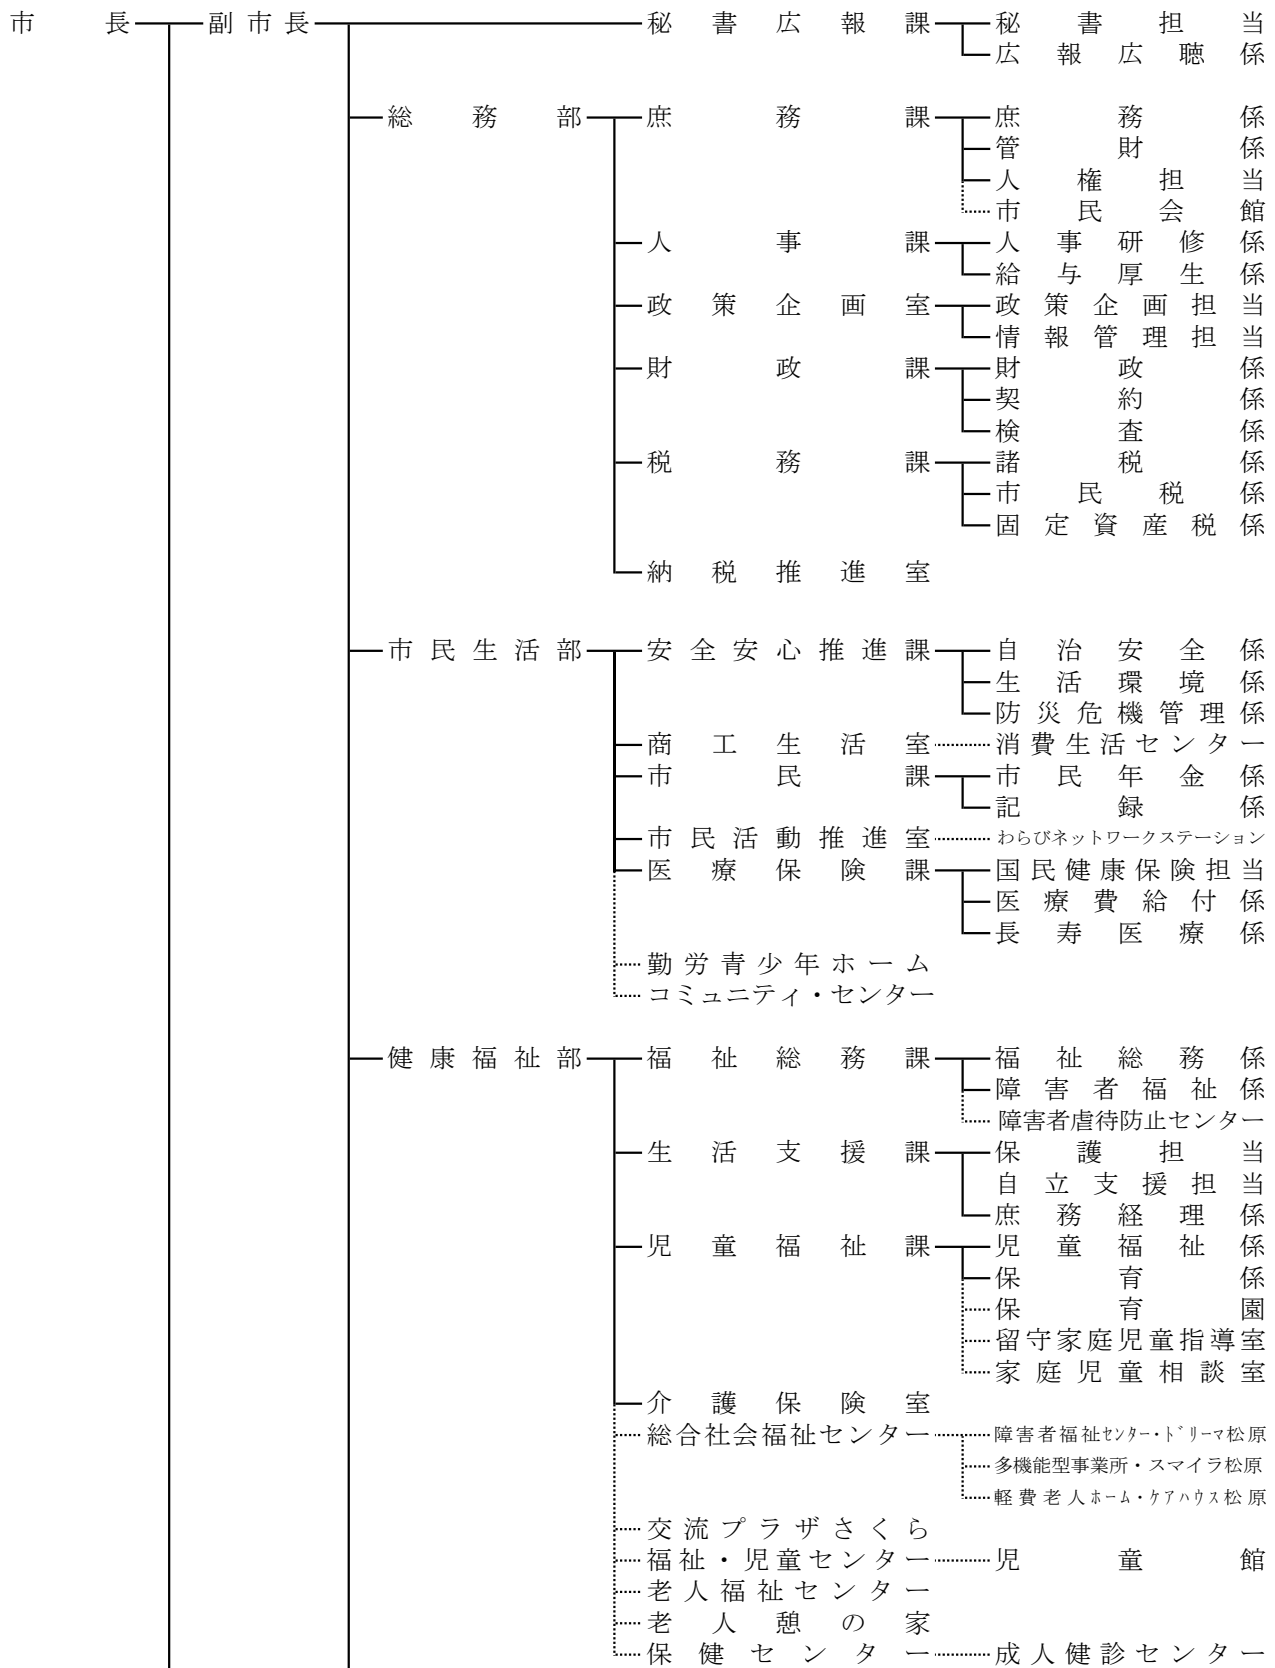 市長 副市長 秘書広報課 秘書担当
広報広聴係
総務部 庶務課 庶務係
管財係
人権担当
市民会館
人事課 人事研修係
給与厚生係
政策企画室 政策企画担当
情報管理担当
財政課 財政係
契約係
検査係
税務課 諸税係
市民税係
固定資産税係
納税推進室
市民生活部 安全安心推進課 自治安全係
生活環境係
防災危機管理係
商工生活室 消費生活センター
市民課 市民年金係
記録係
市民活動推進室 わらびネットワークステーション
医療保険課 国民健康保険担当
医療費給付係
長寿医療係
勤労青少年ホーム
コミュニティ・センター
健康福祉部 福祉総務課 福祉総務係
障害者福祉係
障害者虐待防止センター
生活支援課 保護担当
自立支援担当
庶務経理係
児童福祉課 児童福祉係
保育係
保育園
留守家庭児童指導室
家庭児童相談室
介護保険室
総合社会福祉センター 障害者福祉ｾﾝﾀｰ・ﾄﾞﾘｰﾏ松原
多機能型事業所・スマイラ松原
軽費老人ﾎｰﾑ・ｹｱﾊｳｽ松原
交流プラザさくら
福祉・児童センター 児童館
老人福祉センター
老人憩の家
保健センター 成人健診センター